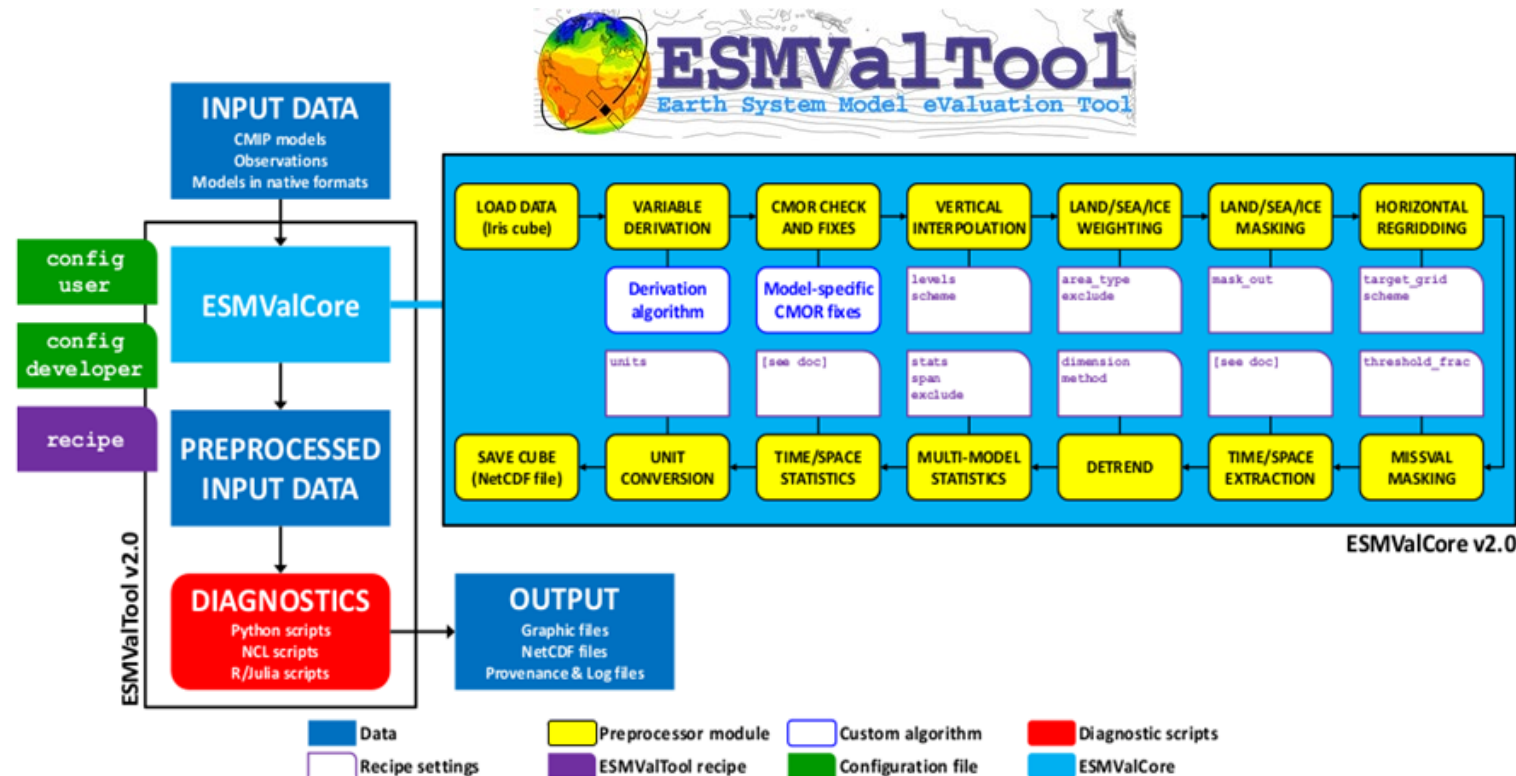 ESMValTool
Earth System Model eValuation Tool
INPUT DATA
CMIP models
Observations
Models in native formats
config
user
config
developer
recipe
ESMValCore
PREPROCESSED
INPUT DATA
DIAGNOSTICS
Python scripts
NCL scripts
R/Julia scripts
ESMValTool v2.0
OUTPUT
Graphic files
NetCDF files
Provenance & Log files
LOAD DATA
(Iris cube)
VARIABLE
DERIVATION
CMOR CHECK
AND FIXES
VERTICAL
INTERPOLATION
LAND/SEA/ICE
WEIGHTING
LAND/SEA/ICE
MASKING
HORIZONTAL
REGRIDDING
Derivation
algorithm
Model-specific
CMOR fixes
levels
scheme
area_type
exclude
mask_out
target_grid
scheme
units
[see doc]
stats
span
exclude
dimension
method
[see doc]
threshold_frac
SAVE CUBE
(NetCDF file)
UNIT
CONVERSION
TIME/SPACE
STATISTICS
MULTI-MODEL
STATISTICS
DETREND
TIME/SPACE
EXTRACTION
MISSVAL
MASKING
ESMValCore v2.0
Data
Preprocessor module
Custom algorithm
Diagnostic scripts
Recipe settings
ESMValTool recipe
Configuration file
ESMValCore